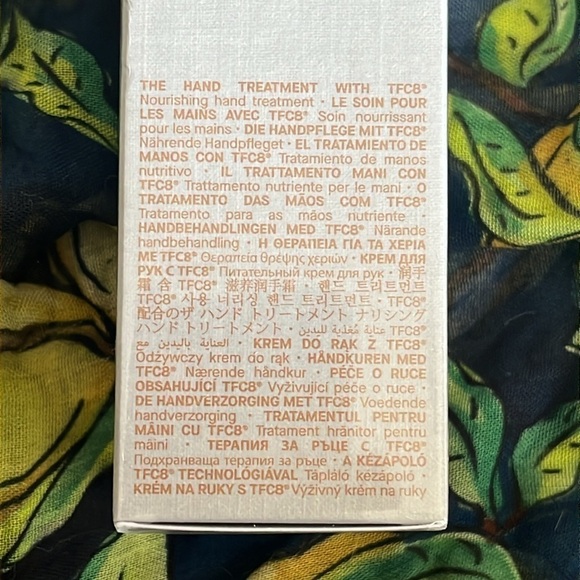 THE HAND TREATMENT WITH TFC8®
Nourishing hand treatment · LE SOIN POUR
LES MAINS AVEC TFC8® Soin nourrissant
pour les mains · DIE HANDPFLEGE MIT TFC8®
Nährende Handpfleget · EL TRATAMIENTO DE
MANOS CON TFC8® Tratamiento de manos
nutritivo · IL TRATTAMENTO MANI CON
TFC8® Trattamento nutriente per le mani · O
TRATAMENTO DAS MÃOS COM TFC8®
Tratamento para as mãos nutriente ·
HANDBEHANDLINGEN MED TFC8® Närande
handbehandling · Η ΘΕΡΑΠΕΙΑ ΓΙΑ ΤΑ ΧΕΡΙΑ
ΜΕ TFC8® Θεραπεία θρέψης χεριών · КРЕМ ДЛЯ
РУК С TFC8® Питательный крем для рук · 润手
霜 含 TFC8® 滋养润手霜 · 핸드 트리트먼트
TFC8® 사용 너리싱 핸드 트리트먼트 · TFC8®
配合のザ ハンド トリートメント ナリシング
ハンド トリートメント · TFC8® عناية مُغذية لليدين · العناية باليدين مع
· KREM DO RĄK Z TFC8®
Odżywczy krem do rąk · HÅNDKUREN MED
TFC8® Nærende håndkur · PÉČE O RUCE
OBSAHUJÍCÍ TFC8® Vyživující péče o ruce ·
DE HANDVERZORGING MET TFC8® Voedende
handverzorging · TRATAMENTUL PENTRU
MÂINI CU TFC8® Tratament hrănitor pentru
mâini · ТЕРАПИЯ ЗА РЪЦЕ С TFC8®
Подхранваща терапия за ръце · A KÉZÁPOLÓ
TFC8® TECHNOLÓGIÁVAL Tápláló kézápoló ·
KRÉM NA RUKY S TFC8® Výživný krém na ruky